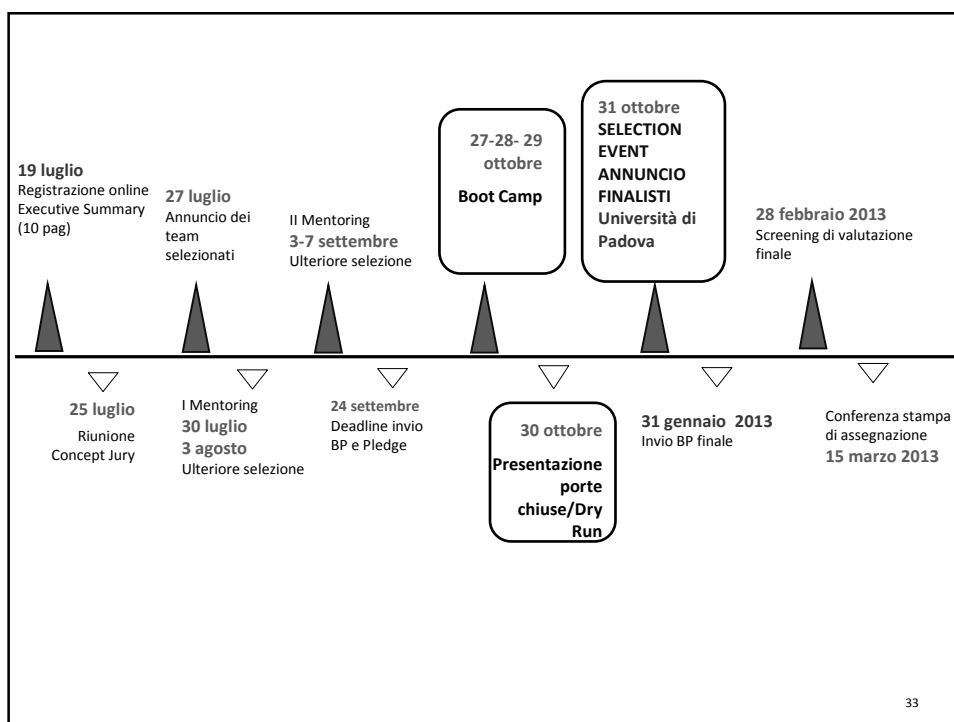 19 luglio
Registrazione online
Executive Summary
(10 pag)
27 luglio
Annuncio dei
team
selezionati
II Mentoring
3-7 settembre
Ulteriore selezione
27-28- 29
ottobre
Boot Camp
31 ottobre
SELECTION
EVENT
ANNUNCIO
FINALISTI
Università di
Padova
28 febbraio 2013
Screening di valutazione
finale
25 luglio
Riunione
Concept Jury
I Mentoring
30 luglio
3 agosto
Ulteriore selezione
24 settembre
Deadline invio
BP e Pledge
30 ottobre
Presentazione
porte
chiuse/Dry
Run
31 gennaio 2013
Invio BP finale
Conferenza stampa
di assegnazione
15 marzo 2013
33